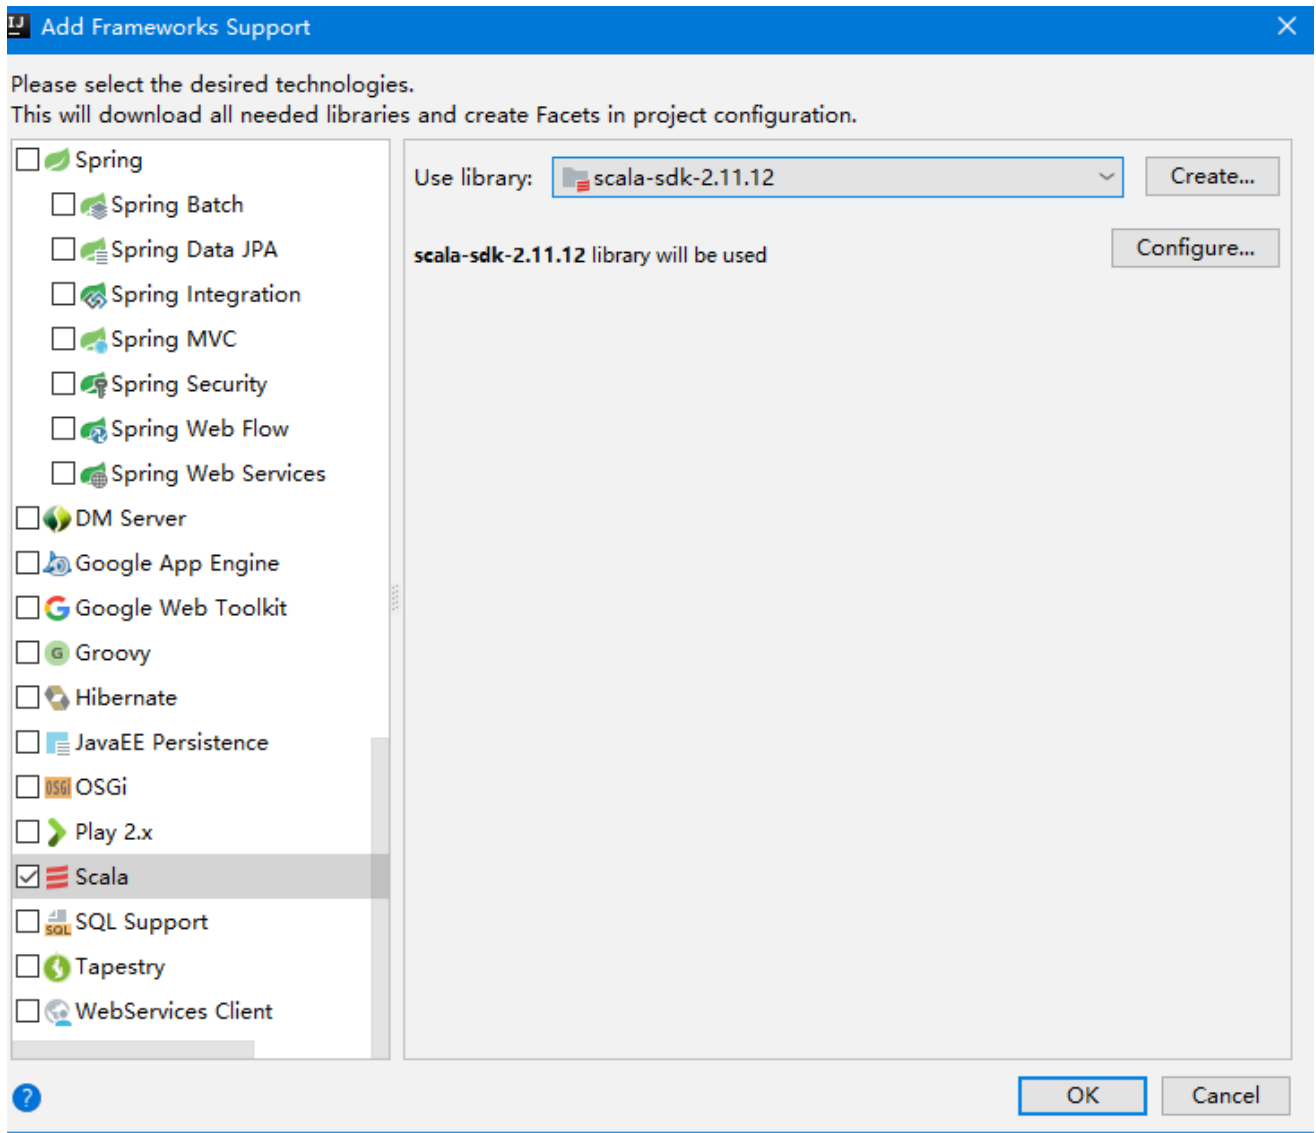 IJ Add Frameworks Support
Please select the desired technologies.
This will download all needed libraries and create Facets in project configuration.
Spring
Spring Batch
Spring Data JPA
Spring Integration
Spring MVC
Spring Security
Spring Web Flow
Spring Web Services
DM Server
Google App Engine
Google Web Toolkit
G Groovy
Hibernate
JavaEE Persistence
OSGi OSGi
Play 2.x
Scala
SQL SQL Support
Tapestry
WebServices Client
Use library: scala-sdk-2.11.12 Create...
scala-sdk-2.11.12 library will be used Configure...
? OK Cancel